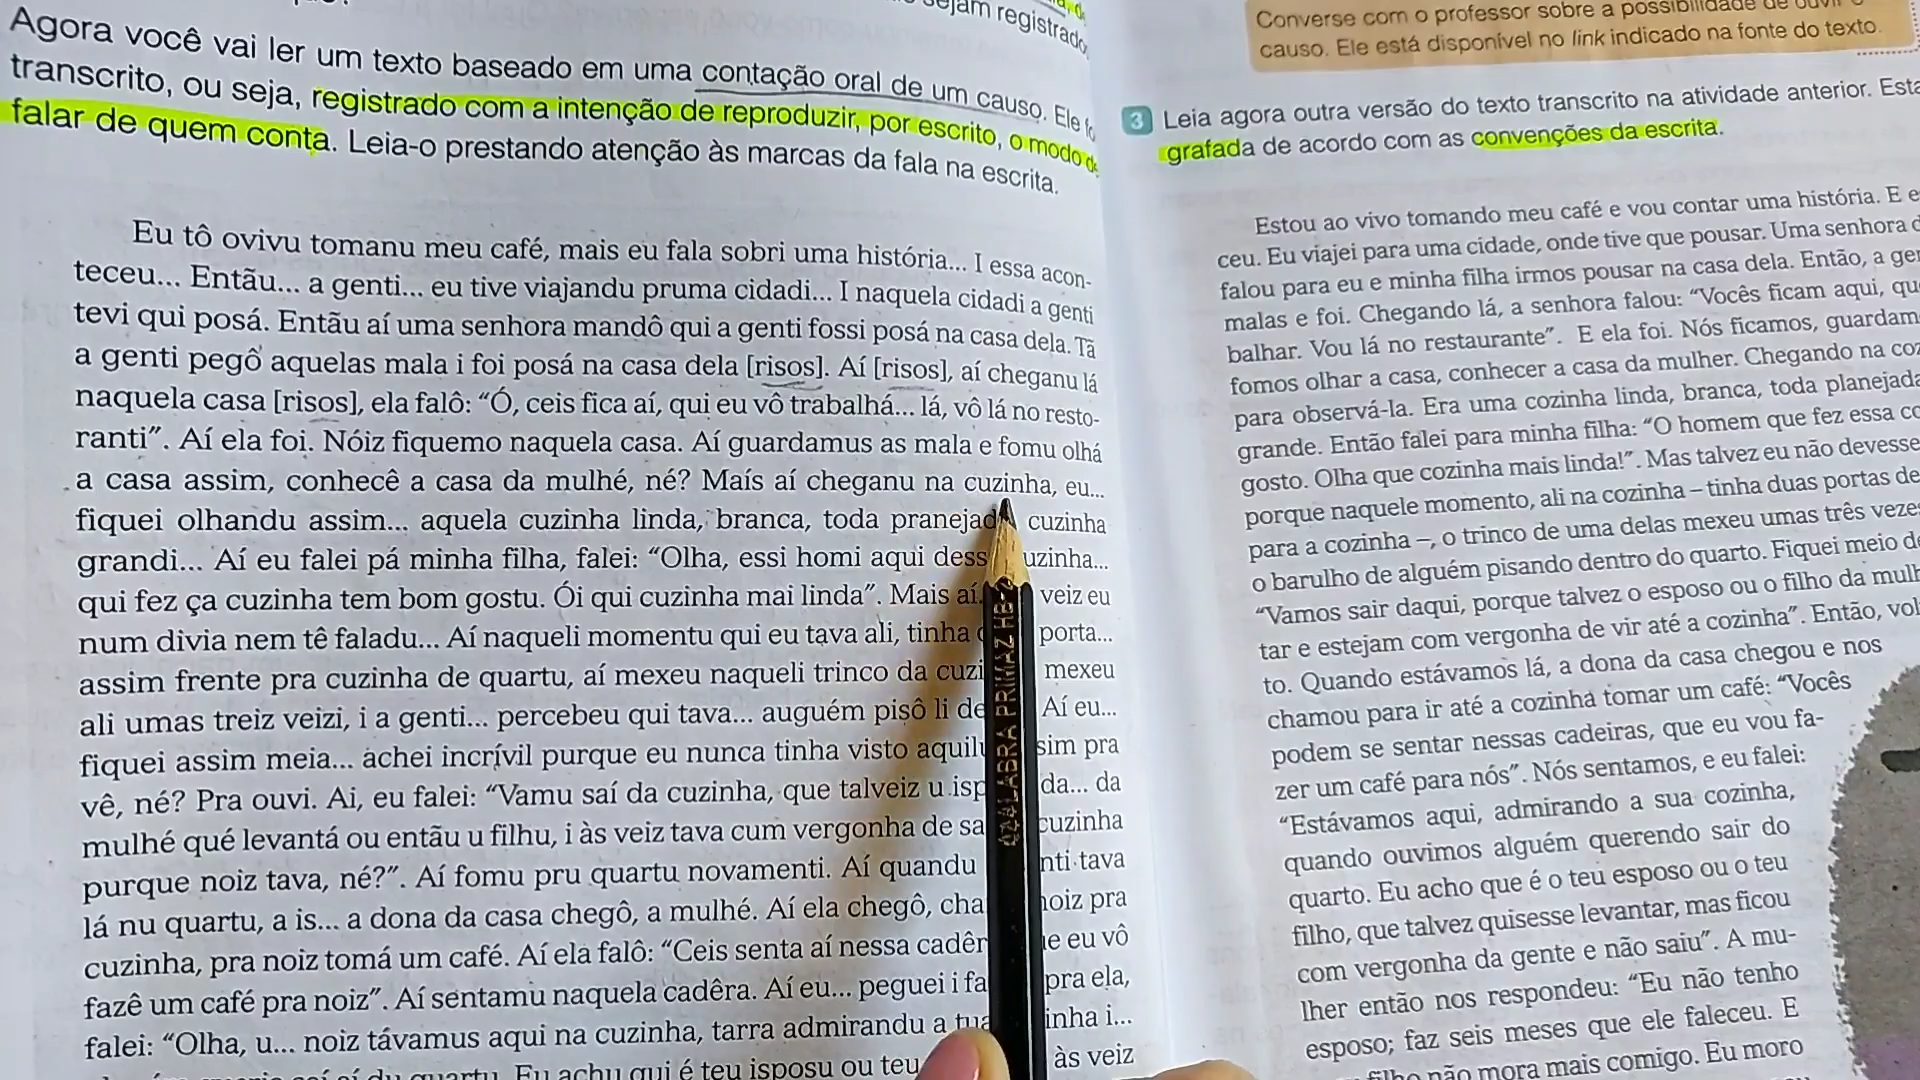 sejam registrado
Agora você vai ler um texto baseado em uma contação oral de um causo. Ele
transcrito, ou seja, registrado com a intenção de reproduzir, por escrito, o modo
falar de quem conta. Leia-o prestando atenção às marcas da fala na escrita.
Eu tô ovivu tomanu meu café, mais eu fala sobri uma história... I essa acon-
teceu... Entãu... a genti... eu tive viajandu pruma cidadi... I naquela cidadi a genti
tevi qui posá. Entãu aí uma senhora mandô qui a genti fossi posá na casa dela. Tã
a genti pegô aquelas mala i foi posá na casa dela [risos]. Aí [risos], aí cheganu lá
naquela casa [risos], ela falô: “Ó, ceis fica aí, qui eu vô trabalhá... lá, vô lá no resto-
ranti”. Aí ela foi. Nóiz fiquemo naquela casa. Aí guardamus as mala e fomu olhá
a casa assim, conhecê a casa da mulhé, né? Maís aí cheganu na cuzinha, eu...
fiquei olhandu assim... aquela cuzinha linda, branca, toda pranejad cuzinha
grandi... Aí eu falei pá minha filha, falei: “Olha, essi homi aqui dess uzinha...
qui fez ça cuzinha tem bom gostu. Ói qui cuzinha mai linda”. Mais aí. veiz eu
num divia nem tê faladu... Aí naqueli momentu qui eu tava ali, tinha porta...
assim frente pra cuzinha de quartu, aí mexeu naqueli trinco da cuzi mexeu
ali umas treiz veizi, i a genti... percebeu qui tava... auguém pisô li de Aí eu...
fiquei assim meia... achei incrívil purque eu nunca tinha visto aquilu sim pra
vê, né? Pra ouvi. Ai, eu falei: “Vamu saí da cuzinha, que talveiz u isp da... da
mulhé qué levantá ou entãu u filhu, i às veiz tava cum vergonha de sa cuzinha
purque noiz tava, né?”. Aí fomu pru quartu novamenti. Aí quandu nti tava
lá nu quartu, a is... a dona da casa chegô, a mulhé. Aí ela chegô, cha noiz pra
cuzinha, pra noiz tomá um café. Aí ela falô: “Ceis senta aí nessa cadêr ue eu vô
fazê um café pra noiz”. Aí sentamu naquela cadêra. Aí eu... peguei i fa pra ela,
falei: “Olha, u... noiz távamus aqui na cuzinha, tarra admirandu a tua inha i...
quartu. Eu achu qui é teu isposu ou teu às veiz
Converse com o professor sobre a possibilidade de ouvir o
causo. Ele está disponível no link indicado na fonte do texto.
3 Leia agora outra versão do texto transcrito na atividade anterior. Esta
grafada de acordo com as convenções da escrita.
Estou ao vivo tomando meu café e vou contar uma história. E e
ceu. Eu viajei para uma cidade, onde tive que pousar. Uma senhora
falou para eu e minha filha irmos pousar na casa dela. Então, a ge
malas e foi. Chegando lá, a senhora falou: “Vocês ficam aqui, qu
balhar. Vou lá no restaurante”. E ela foi. Nós ficamos, guardam
fomos olhar a casa, conhecer a casa da mulher. Chegando na coz
para observá-la. Era uma cozinha linda, branca, toda planejada
grande. Então falei para minha filha: “O homem que fez essa co
gosto. Olha que cozinha mais linda!”. Mas talvez eu não devesse
porque naquele momento, ali na cozinha – tinha duas portas de
para a cozinha –, o trinco de uma delas mexeu umas três vezes
o barulho de alguém pisando dentro do quarto. Fiquei meio de
“Vamos sair daqui, porque talvez o esposo ou o filho da mulh
tar e estejam com vergonha de vir até a cozinha”. Então, vol
to. Quando estávamos lá, a dona da casa chegou e nos
chamou para ir até a cozinha tomar um café: “Vocês
podem se sentar nessas cadeiras, que eu vou fa-
zer um café para nós”. Nós sentamos, e eu falei:
“Estávamos aqui, admirando a sua cozinha,
quando ouvimos alguém querendo sair do
quarto. Eu acho que é o teu esposo ou o teu
filho, que talvez quisesse levantar, mas ficou
com vergonha da gente e não saiu”. A mu-
lher então nos respondeu: “Eu não tenho
esposo; faz seis meses que ele faleceu. E
filho não mora mais comigo. Eu moro
CALABRA PRIMAZ HB2